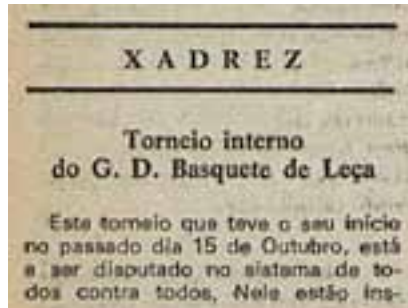 XADREZ
Torneio interno
do G. D. Basquete de Leça
Este torneio que teve o seu início
no passado dia 15 de Outubro, está
a ser disputado no sistema de to-
dos contra todos, Nele estão ins-